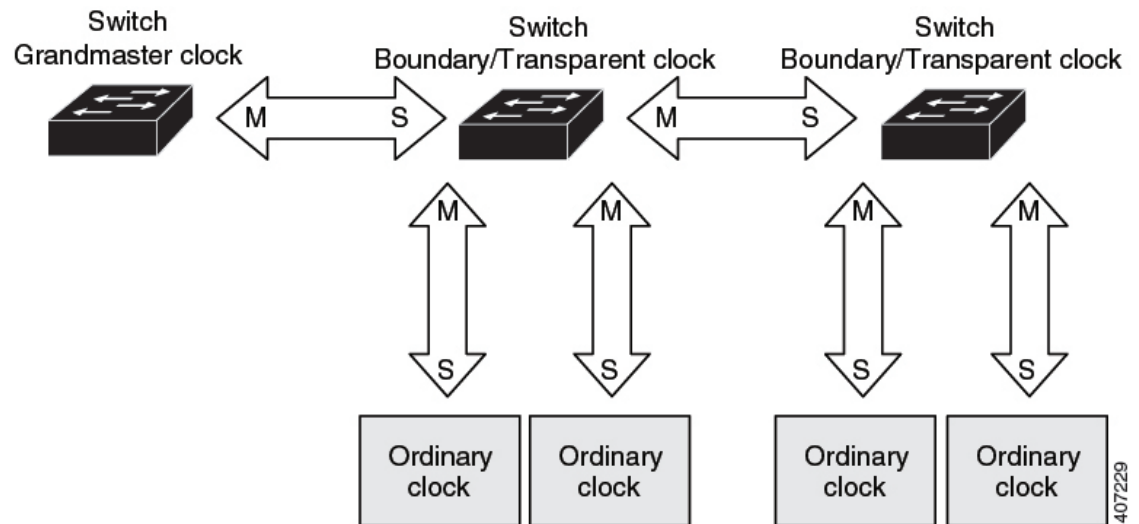 Switch
Grandmaster clock
Switch
Boundary/Transparent clock
Switch
Boundary/Transparent clock
M
S
M
S
M
M
M
M
S
S
S
S
Ordinary
clock
Ordinary
clock
Ordinary
clock
Ordinary
clock
407229